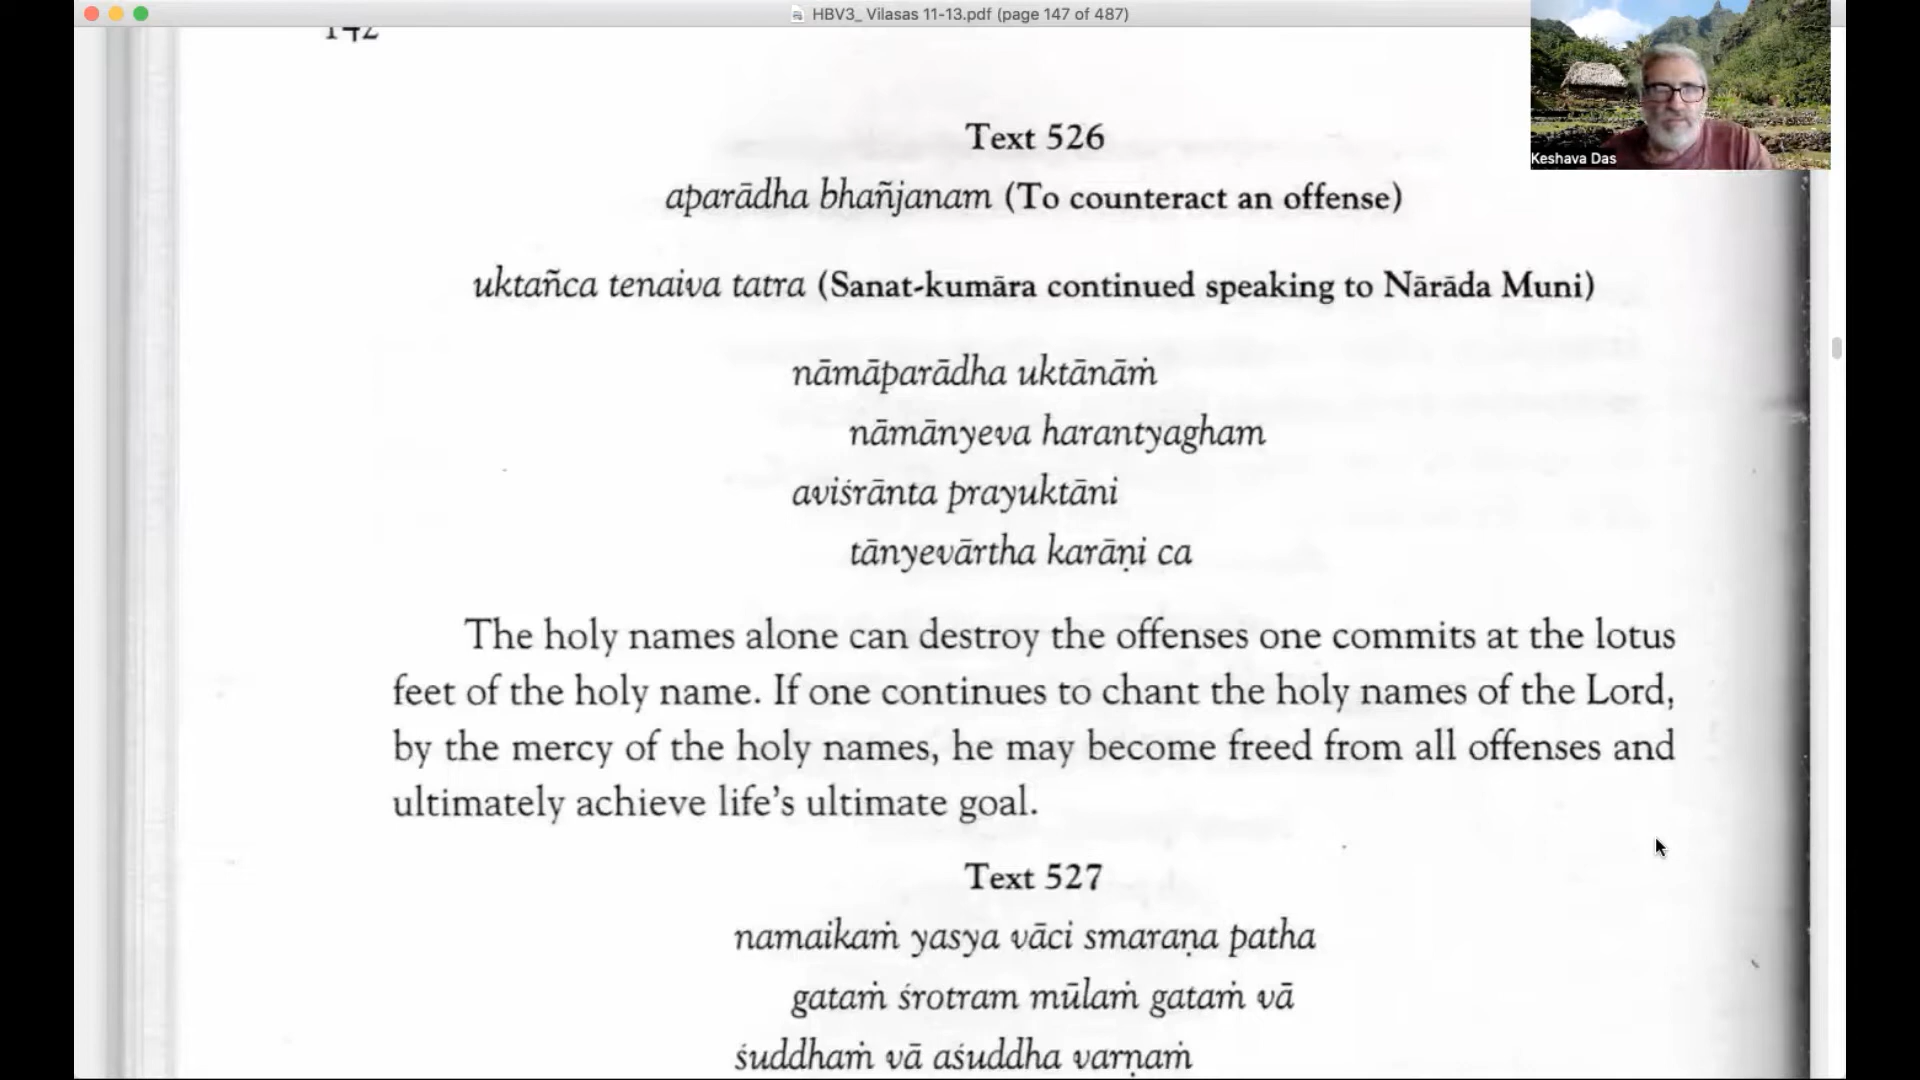 HBV3_ Vilasas 11-13.pdf (page 147 of 487)
142
Keshava Das
Text 526
aparādha bhañjanam (To counteract an offense)
uktañca tenaiva tatra (Sanat-kumāra continued speaking to Nārāda Muni)
nāmāparādha uktānāṁ
nāmānyeva harantyagham
aviśrānta prayuktāni
tānyevārtha karāṇi ca
The holy names alone can destroy the offenses one commits at the lotus
feet of the holy name. If one continues to chant the holy names of the Lord,
by the mercy of the holy names, he may become freed from all offenses and
ultimately achieve life's ultimate goal.
Text 527
namaikaṁ yasya vāci smaraṇa patha
gataṁ śrotram mūlaṁ gataṁ vā
śuddhaṁ vā aśuddha varṇaṁ